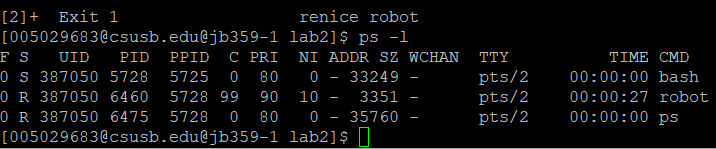 [2]+  Exit 1                  renice robot
[005029683@csusb.edu@jb359-1 lab2]$ ps -l
F S    UID   PID  PPID  C PRI  NI ADDR SZ WCHAN  TTY          TIME CMD
0 S 387050  5728  5725  0  80   0 - 33249 -      pts/2    00:00:00 bash
0 R 387050  6460  5728 99  90  10 -  3351 -      pts/2    00:00:27 robot
0 R 387050  6475  5728  0  80   0 - 35760 -      pts/2    00:00:00 ps
[005029683@csusb.edu@jb359-1 lab2]$